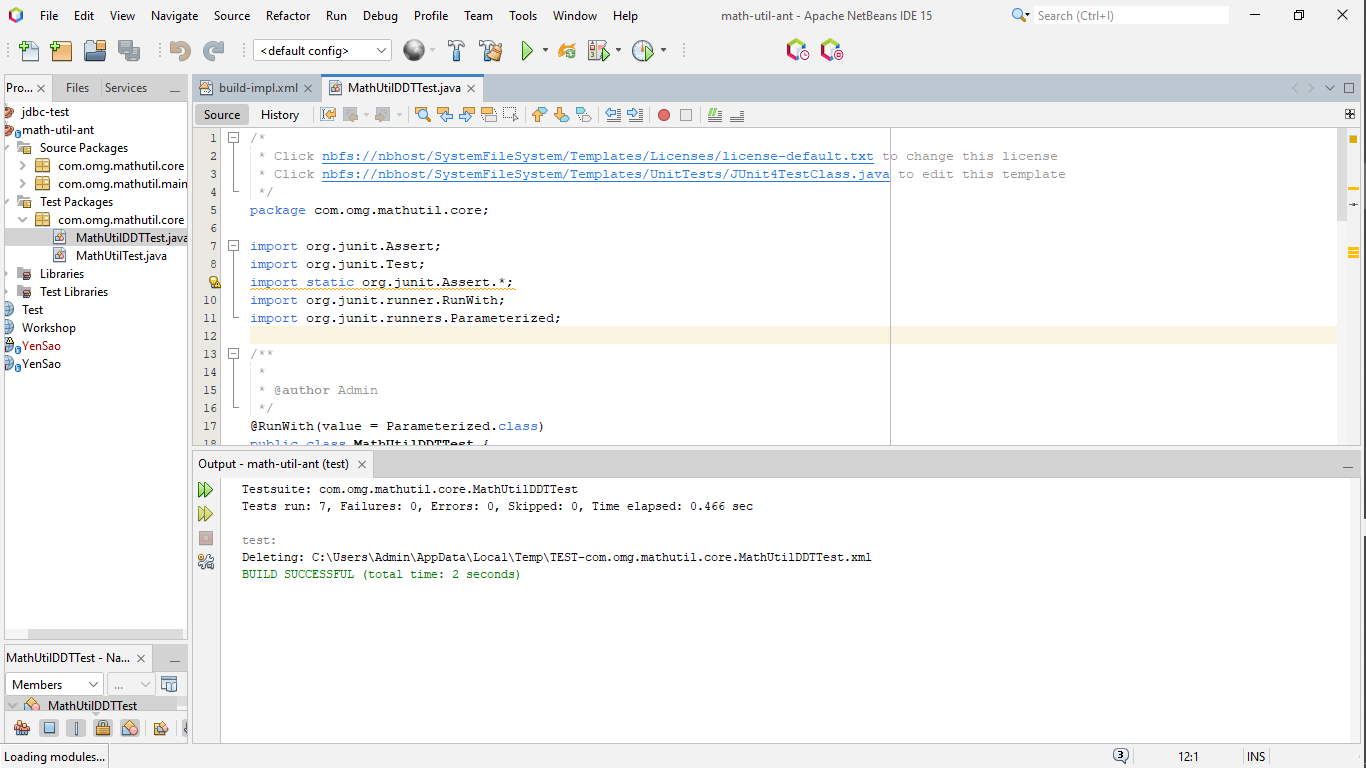 File Edit View Navigate Source Refactor Run Debug Profile Team Tools Window Help
math-util-ant - Apache NetBeans IDE 15
Search (Ctrl+I)
<default config>
Pro...
Files
Services
build-impl.xml
MathUtilDDTTest.java
jdbc-test
math-util-ant
Source Packages
com.omg.mathutil.core
com.omg.mathutil.main
Test Packages
com.omg.mathutil.core
MathUtilDDTTest.java
MathUtilTest.java
Libraries
Test Libraries
Test
Workshop
YenSao
YenSao
Source History
1 /*
2 * Click nbfs://nbhost/SystemFileSystem/Templates/Licenses/license-default.txt to change this license
3 * Click nbfs://nbhost/SystemFileSystem/Templates/UnitTests/JUnit4TestClass.java to edit this template
4 */
5 package com.omg.mathutil.core;
6
7 import org.junit.Assert;
8 import org.junit.Test;
import static org.junit.Assert.*;
10 import org.junit.runner.RunWith;
11 import org.junit.runners.Parameterized;
12
13 /**
14 *
15 * @author Admin
16 */
17 @RunWith(value = Parameterized.class)
18 public class MathUtilDDTTest {
Output - math-util-ant (test)
Testsuite: com.omg.mathutil.core.MathUtilDDTTest
Tests run: 7, Failures: 0, Errors: 0, Skipped: 0, Time elapsed: 0.466 sec
test:
Deleting: C:\Users\Admin\AppData\Local\Temp\TEST-com.omg.mathutil.core.MathUtilDDTTest.xml
BUILD SUCCESSFUL (total time: 2 seconds)
MathUtilDDTTest - Na...
Members
...
MathUtilDDTTest
Loading modules...
3
12:1
INS